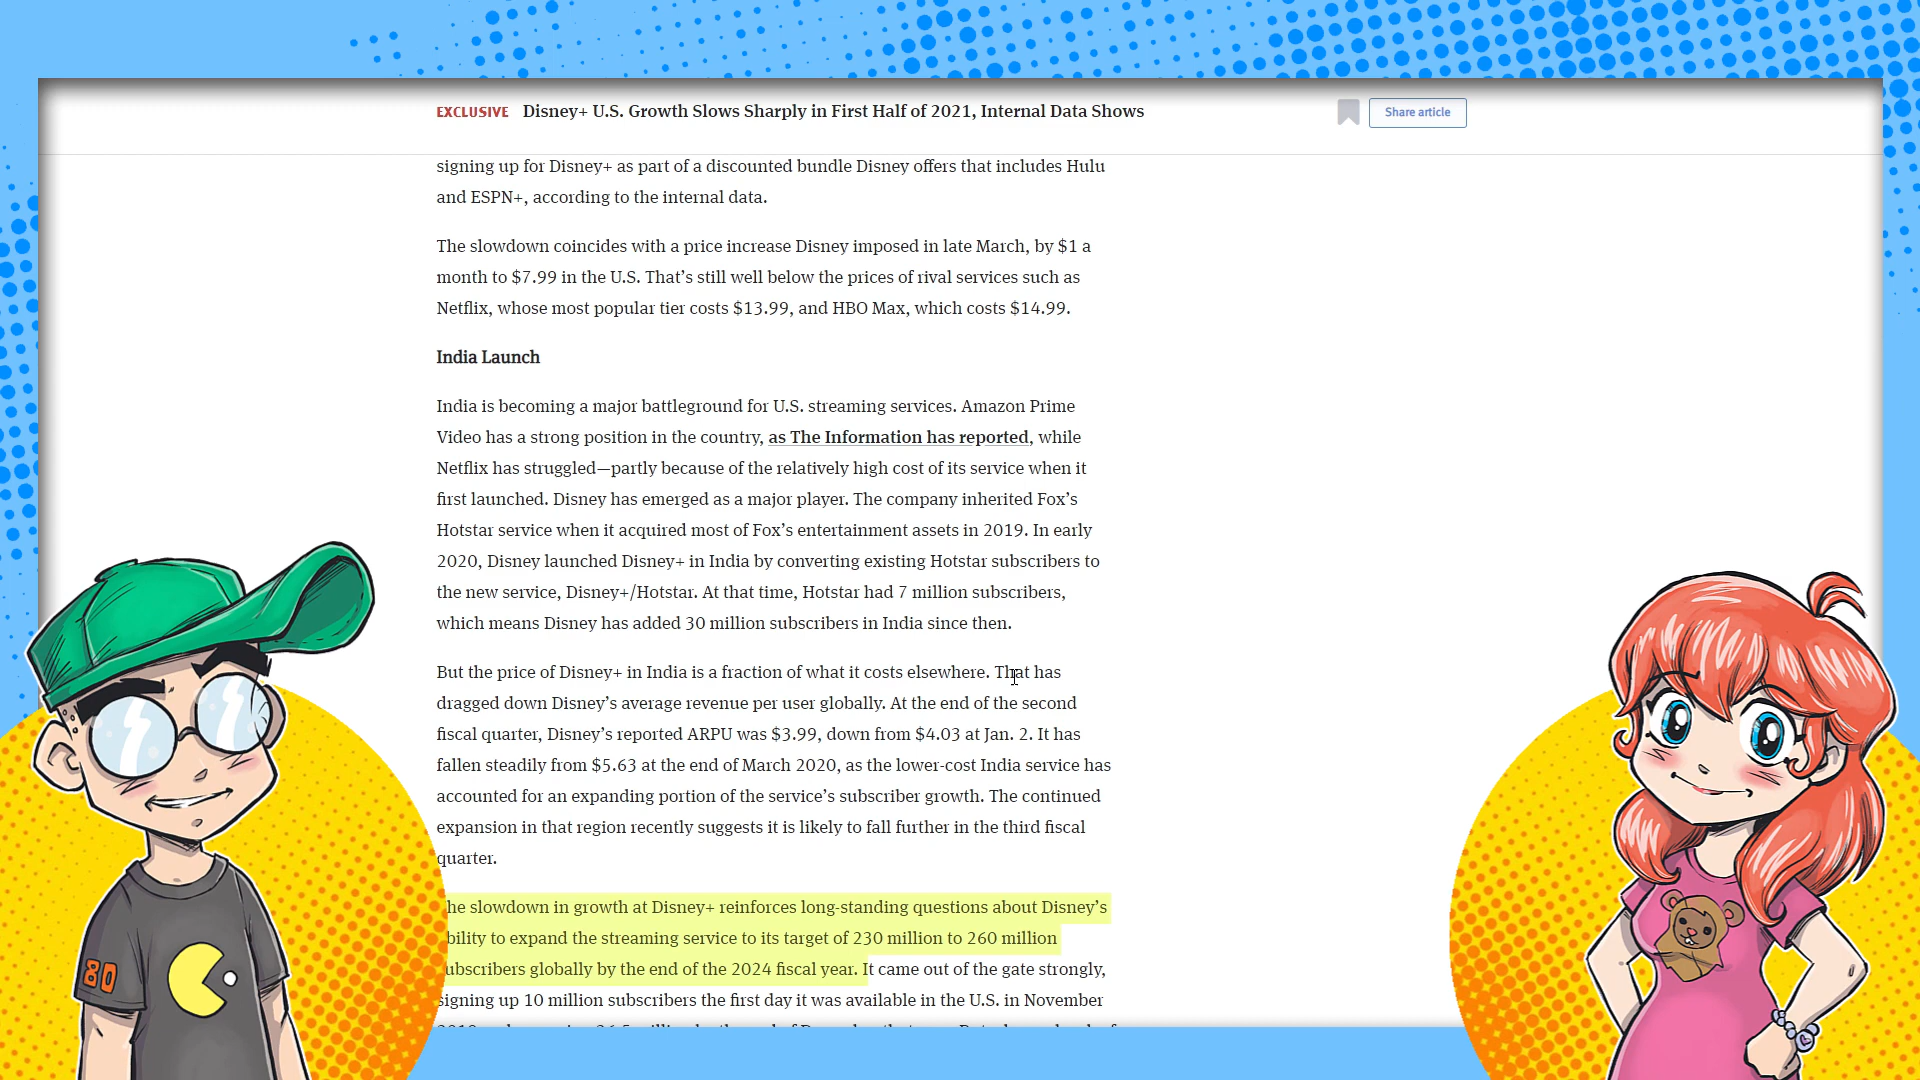 EXCLUSIVE Disney+ U.S. Growth Slows Sharply in First Half of 2021, Internal Data Shows
Share article
signing up for Disney+ as part of a discounted bundle Disney offers that includes Hulu
and ESPN+, according to the internal data.
The slowdown coincides with a price increase Disney imposed in late March, by $1 a
month to $7.99 in the U.S. That’s still well below the prices of rival services such as
Netflix, whose most popular tier costs $13.99, and HBO Max, which costs $14.99.
India Launch
India is becoming a major battleground for U.S. streaming services. Amazon Prime
Video has a strong position in the country, as The Information has reported, while
Netflix has struggled—partly because of the relatively high cost of its service when it
first launched. Disney has emerged as a major player. The company inherited Fox’s
Hotstar service when it acquired most of Fox’s entertainment assets in 2019. In early
2020, Disney launched Disney+ in India by converting existing Hotstar subscribers to
the new service, Disney+/Hotstar. At that time, Hotstar had 7 million subscribers,
which means Disney has added 30 million subscribers in India since then.
But the price of Disney+ in India is a fraction of what it costs elsewhere. That has
dragged down Disney’s average revenue per user globally. At the end of the second
fiscal quarter, Disney’s reported ARPU was $3.99, down from $4.03 at Jan. 2. It has
fallen steadily from $5.63 at the end of March 2020, as the lower-cost India service has
accounted for an expanding portion of the service’s subscriber growth. The continued
expansion in that region recently suggests it is likely to fall further in the third fiscal
quarter.
he slowdown in growth at Disney+ reinforces long-standing questions about Disney’s
bility to expand the streaming service to its target of 230 million to 260 million
ubscribers globally by the end of the 2024 fiscal year. It came out of the gate strongly,
signing up 10 million subscribers the first day it was available in the U.S. in November
80